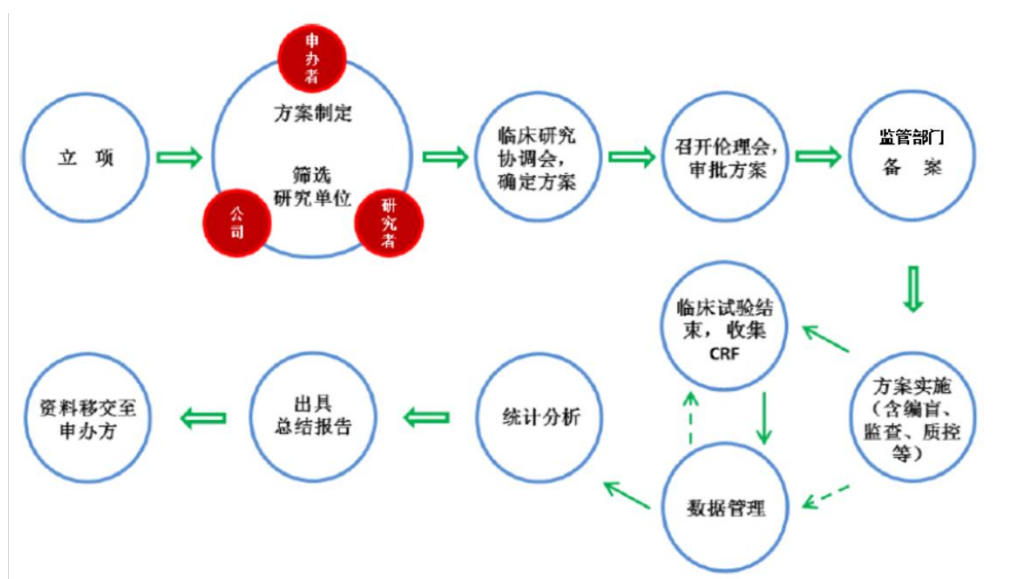 立 项
申办者
方案制定
筛选
研究单位
公司
研究者
临床研究
协调会，
确定方案
召开伦理会，
审批方案
监管部门
备 案
方案实施
（含编盲、
监查、质控
等）
临床试验结
束， 收集
CRF
数据管理
统计分析
出具
总结报告
资料移交至
申办方